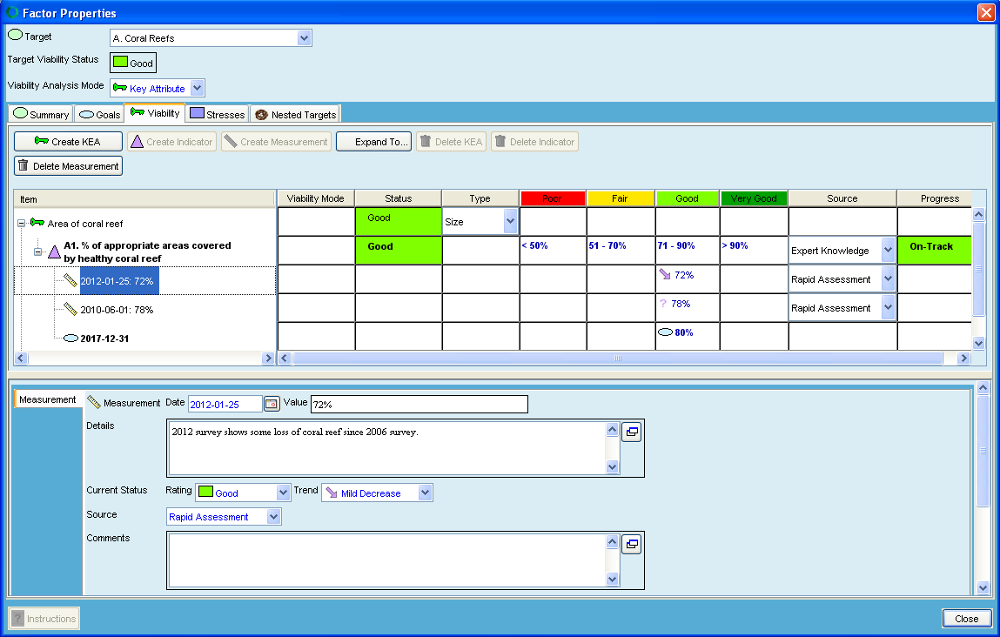 Factor Properties
Target
A. Coral Reefs
Target Viability Status
Good
Viability Analysis Mode
Key Attribute
Summary Goals Viability Stresses Nested Targets
Create KEA Create Indicator Create Measurement Expand To... Delete KEA Delete Indicator
Delete Measurement
Item Viability Mode Status Type Poor Fair Good Very Good Source Progress
Area of coral reef Good Size
A1. % of appropriate areas covered
by healthy coral reef
Good < 50% 51 - 70% 71 - 90% > 90% Expert Knowledge On-Track
2012-01-25: 72% 72% Rapid Assessment
2010-06-01: 78% ? 78% Rapid Assessment
2017-12-31 80%
Measurement
Measurement Date 2012-01-25 Value 72%
Details
2012 survey shows some loss of coral reef since 2006 survey.
Current Status Rating Good Trend Mild Decrease
Source Rapid Assessment
Comments
? Instructions
Close